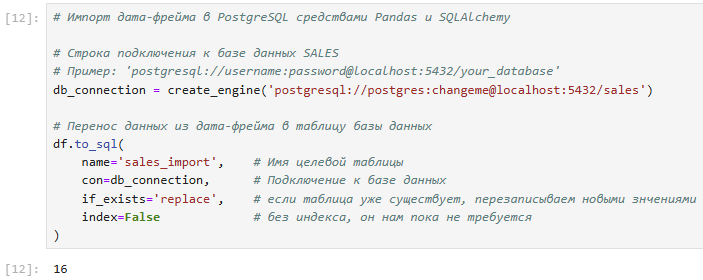 [12]: # Импорт дата-фрейма в PostgreSQL средствами Pandas и SQLAlchemy
# Строка подключения к базе данных SALES
# Пример: 'postgresql://username:password@localhost:5432/your_database'
db_connection = create_engine('postgresql://postgres:changeme@localhost:5432/sales')
# Перенос данных из дата-фрейма в таблицу базы данных
df.to_sql(
    name='sales_import',    # Имя целевой таблицы
    con=db_connection,      # Подключение к базе данных
    if_exists='replace',    # если таблица уже существует, перезаписываем новыми знчениями
    index=False             # без индекса, он нам пока не требуется
)
[12]: 16